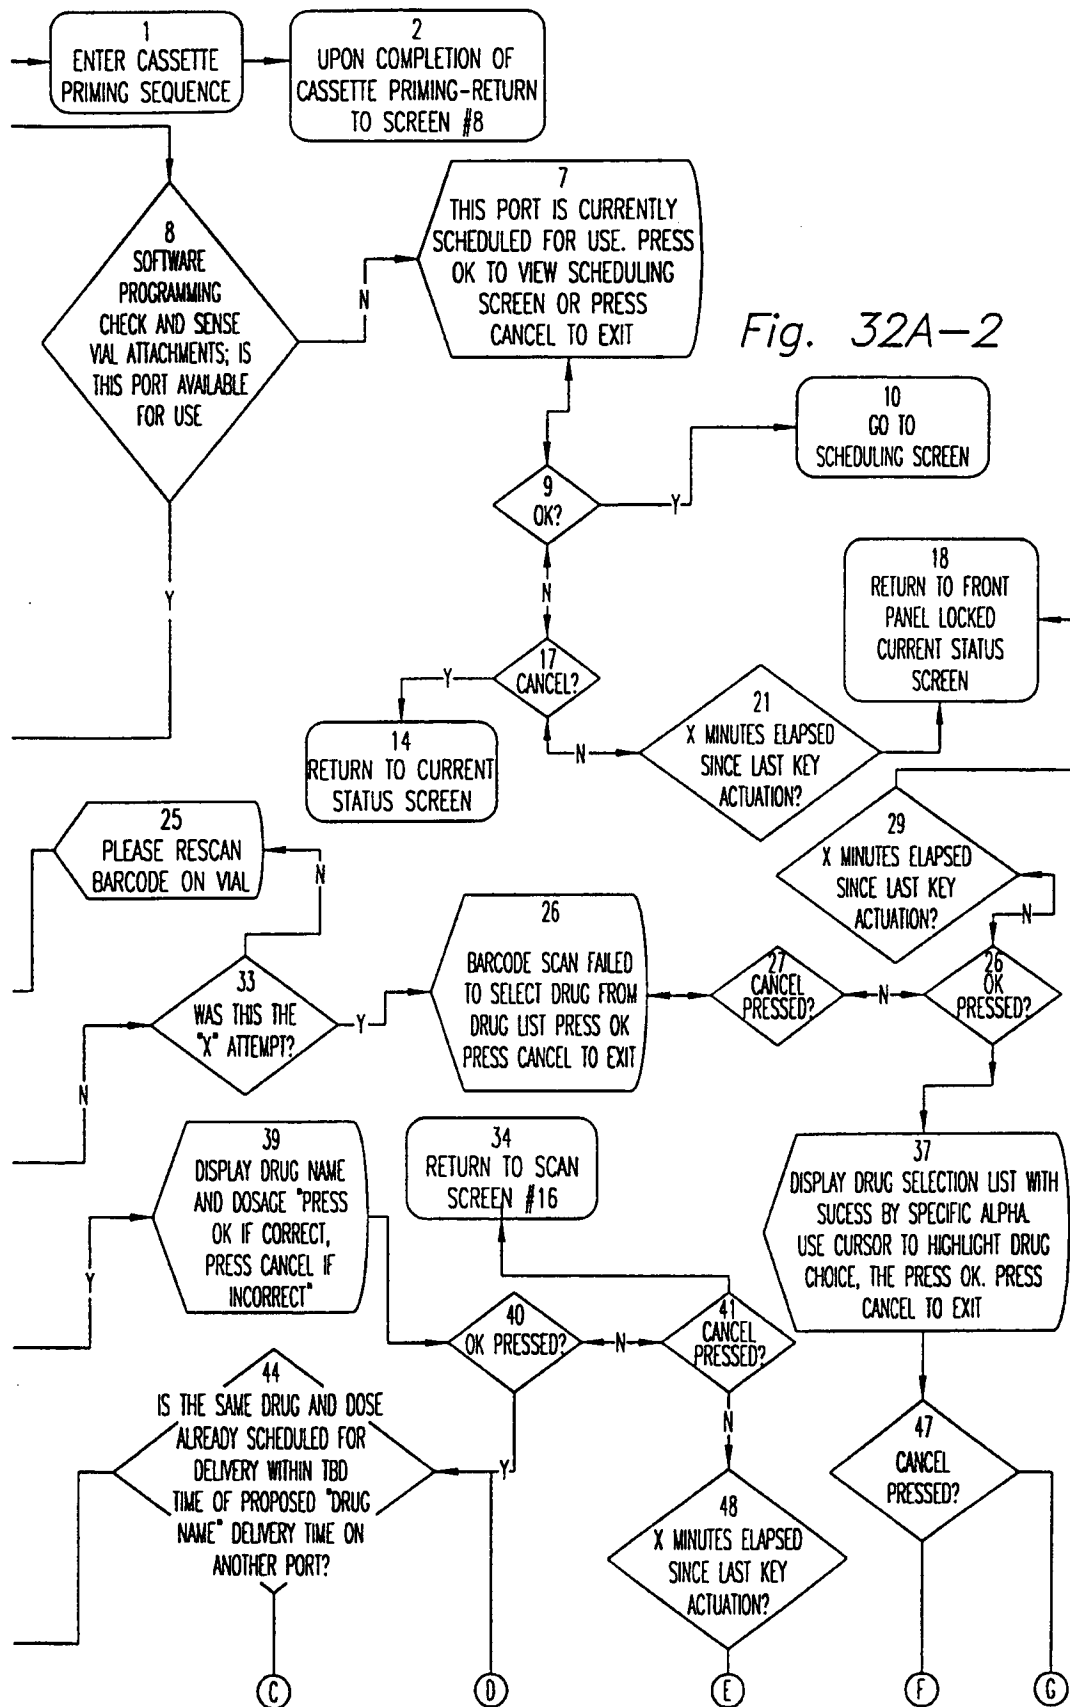 1
ENTER CASSETTE
PRIMING SEQUENCE
2
UPON COMPLETION OF
CASSETTE PRIMING-RETURN
TO SCREEN #8
8
SOFTWARE
PROGRAMMING
CHECK AND SENSE
VIAL ATTACHMENTS; IS
THIS PORT AVAILABLE
FOR USE
N
Y
7
THIS PORT IS CURRENTLY
SCHEDULED FOR USE. PRESS
OK TO VIEW SCHEDULING
SCREEN OR PRESS
CANCEL TO EXIT
Fig. 32A-2
10
GO TO
SCHEDULING SCREEN
9
OK?
Y
N
17
CANCEL?
Y
N
14
RETURN TO CURRENT
STATUS SCREEN
21
X MINUTES ELAPSED
SINCE LAST KEY
ACTUATION?
18
RETURN TO FRONT
PANEL LOCKED
CURRENT STATUS
SCREEN
25
PLEASE RESCAN
BARCODE ON VIAL
N
33
WAS THIS THE
"X" ATTEMPT?
Y
N
26
BARCODE SCAN FAILED
TO SELECT DRUG FROM
DRUG LIST PRESS OK
PRESS CANCEL TO EXIT
29
X MINUTES ELAPSED
SINCE LAST KEY
ACTUATION?
N
27
CANCEL
PRESSED?
N
26
OK
PRESSED?
39
DISPLAY DRUG NAME
AND DOSAGE "PRESS
OK IF CORRECT,
PRESS CANCEL IF
INCORRECT"
Y
34
RETURN TO SCAN
SCREEN #16
37
DISPLAY DRUG SELECTION LIST WITH
SUCESS BY SPECIFIC ALPHA.
USE CURSOR TO HIGHLIGHT DRUG
CHOICE, THE PRESS OK. PRESS
CANCEL TO EXIT
40
OK PRESSED?
N
41
CANCEL
PRESSED?
Y
N
44
IS THE SAME DRUG AND DOSE
ALREADY SCHEDULED FOR
DELIVERY WITHIN TBD
TIME OF PROPOSED "DRUG
NAME" DELIVERY TIME ON
ANOTHER PORT?
48
X MINUTES ELAPSED
SINCE LAST KEY
ACTUATION?
47
CANCEL
PRESSED?
C
D
E
F
G